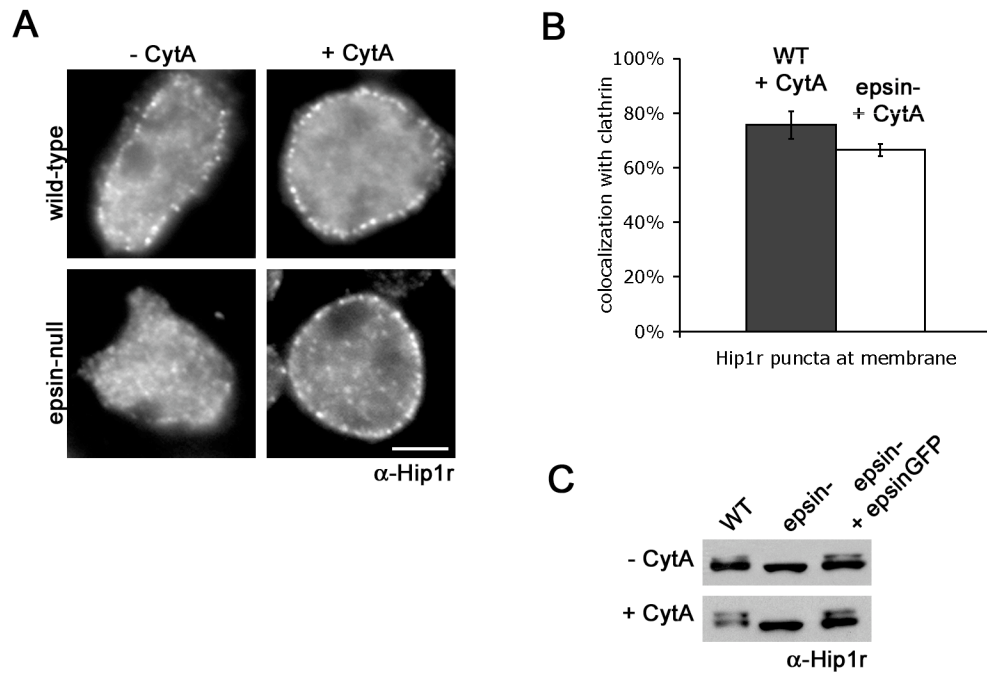 A
- CytA
+ CytA
wild-type
epsin-null
α-Hip1r
B
100%
80%
60%
40%
20%
0%
colocalization with clathrin
WT
+ CytA
epsin-
+ CytA
Hip1r puncta at membrane
C
WT
epsin-
epsin-
+ epsinGFP
- CytA
+ CytA
α-Hip1r